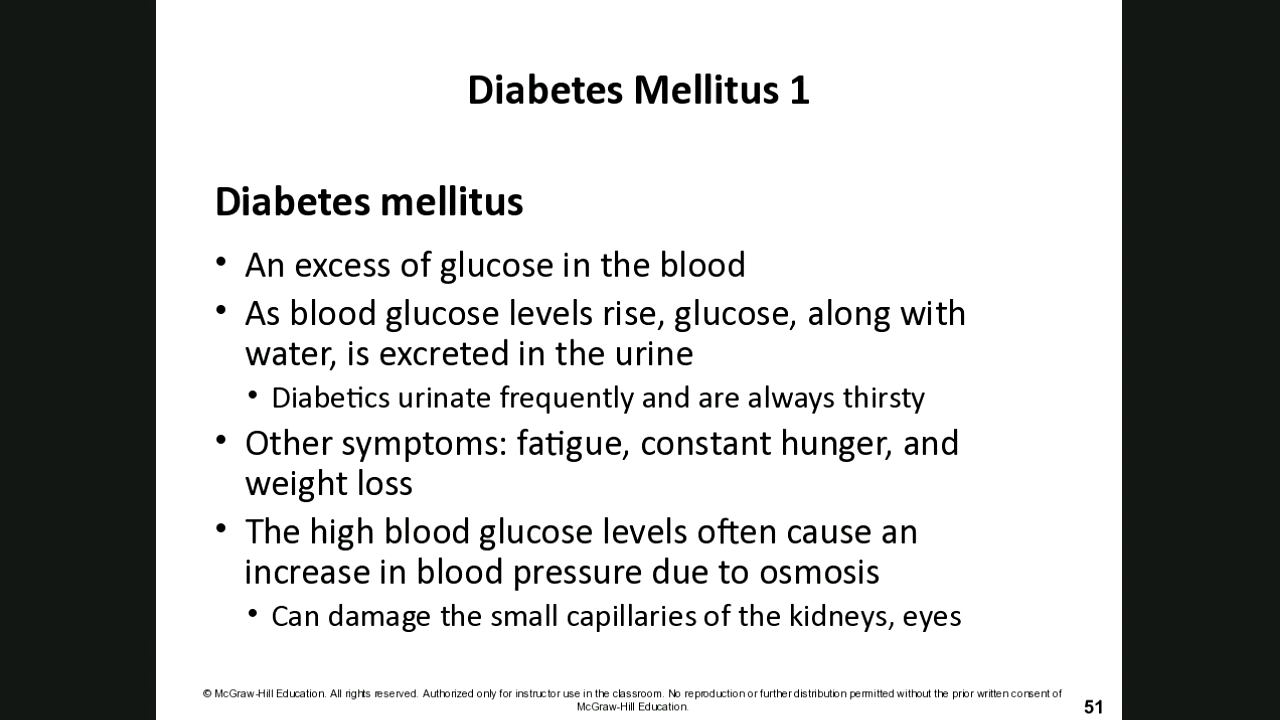 Diabetes Mellitus 1
Diabetes mellitus
• An excess of glucose in the blood
• As blood glucose levels rise, glucose, along with
water, is excreted in the urine
• Diabetics urinate frequently and are always thirsty
• Other symptoms: fatigue, constant hunger, and
weight loss
• The high blood glucose levels often cause an
increase in blood pressure due to osmosis
• Can damage the small capillaries of the kidneys, eyes
© McGraw-Hill Education. All rights reserved. Authorized only for instructor use in the classroom. No reproduction or further distribution permitted without the prior written consent of
McGraw-Hill Education.
51